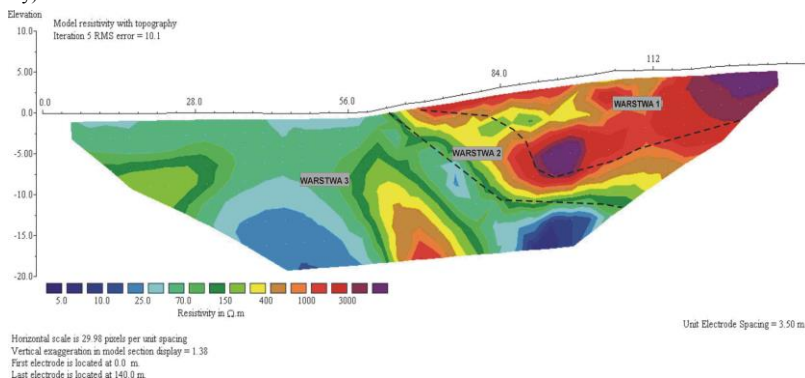 Elevation
Model resistivity with topography
Iteration 5 RMS error = 10.1
10.0
5.00
0.0
-5.00
-10.0
-15.0
-20.0
0.0
28.0
56.0
84.0
112
WARSTWA 1
WARSTWA 2
WARSTWA 3
5.0 10.0 25.0 70.0 150 400 1000 3000
Resistivity in Ω.m
Unit Electrode Spacing = 3.50 m
Horizontal scale is 29.98 pixels per unit spacing
Vertical exaggeration in model section display = 1.38
First electrode is located at 0.0 m.
Last electrode is located at 140.0 m.